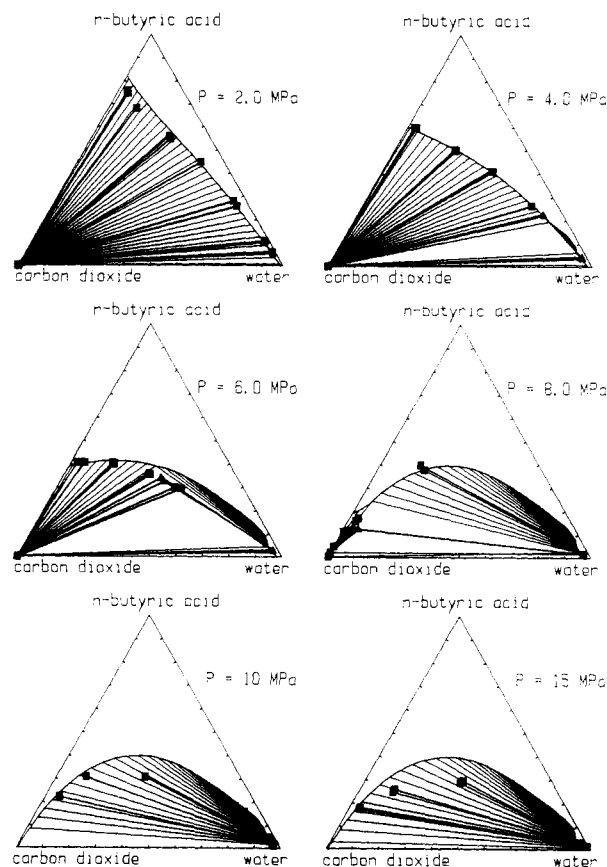 n-butyric acid
P = 2.0 MPa
carbon dioxide water
n-butyric acid
P = 4.0 MPa
carbon dioxide water
n-butyric acid
P = 6.0 MPa
carbon dioxide water
n-butyric acid
P = 8.0 MPa
carbon dioxide water
n-butyric acid
P = 10 MPa
carbon dioxide water
n-butyric acid
P = 15 MPa
carbon dioxide water